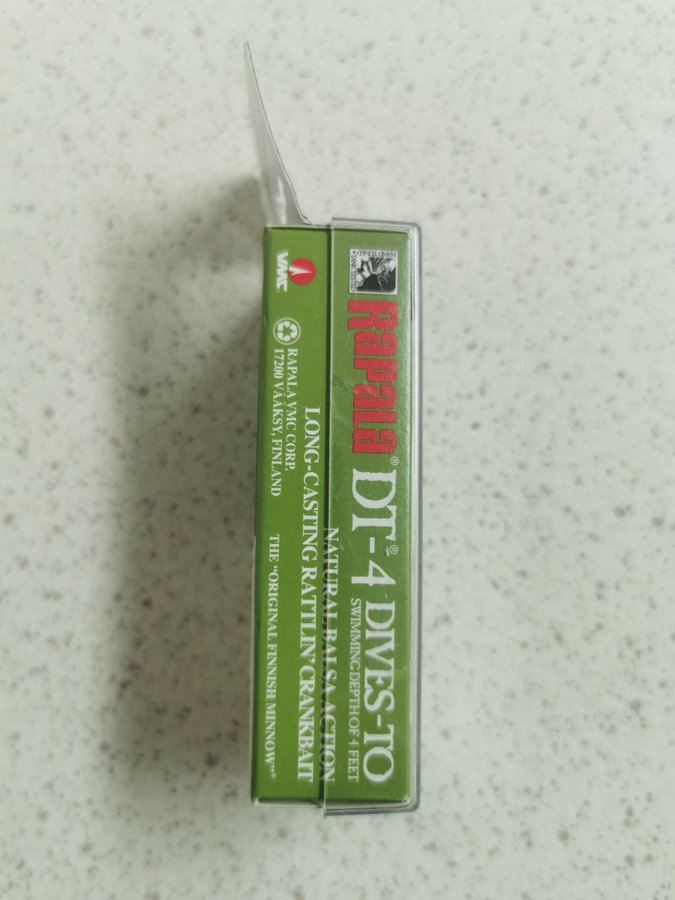 Rapala® DT®-4 DIVES-TO
SWIMMING DEPTH OF 4 FEET
NATURAL BALSA ACTION
LONG-CASTING RATTLIN' CRANKBAIT
VMC
RAPALA VMC CORP.
17200 VÄÄKSY, FINLAND
THE "ORIGINAL FINNISH MINNOW"®